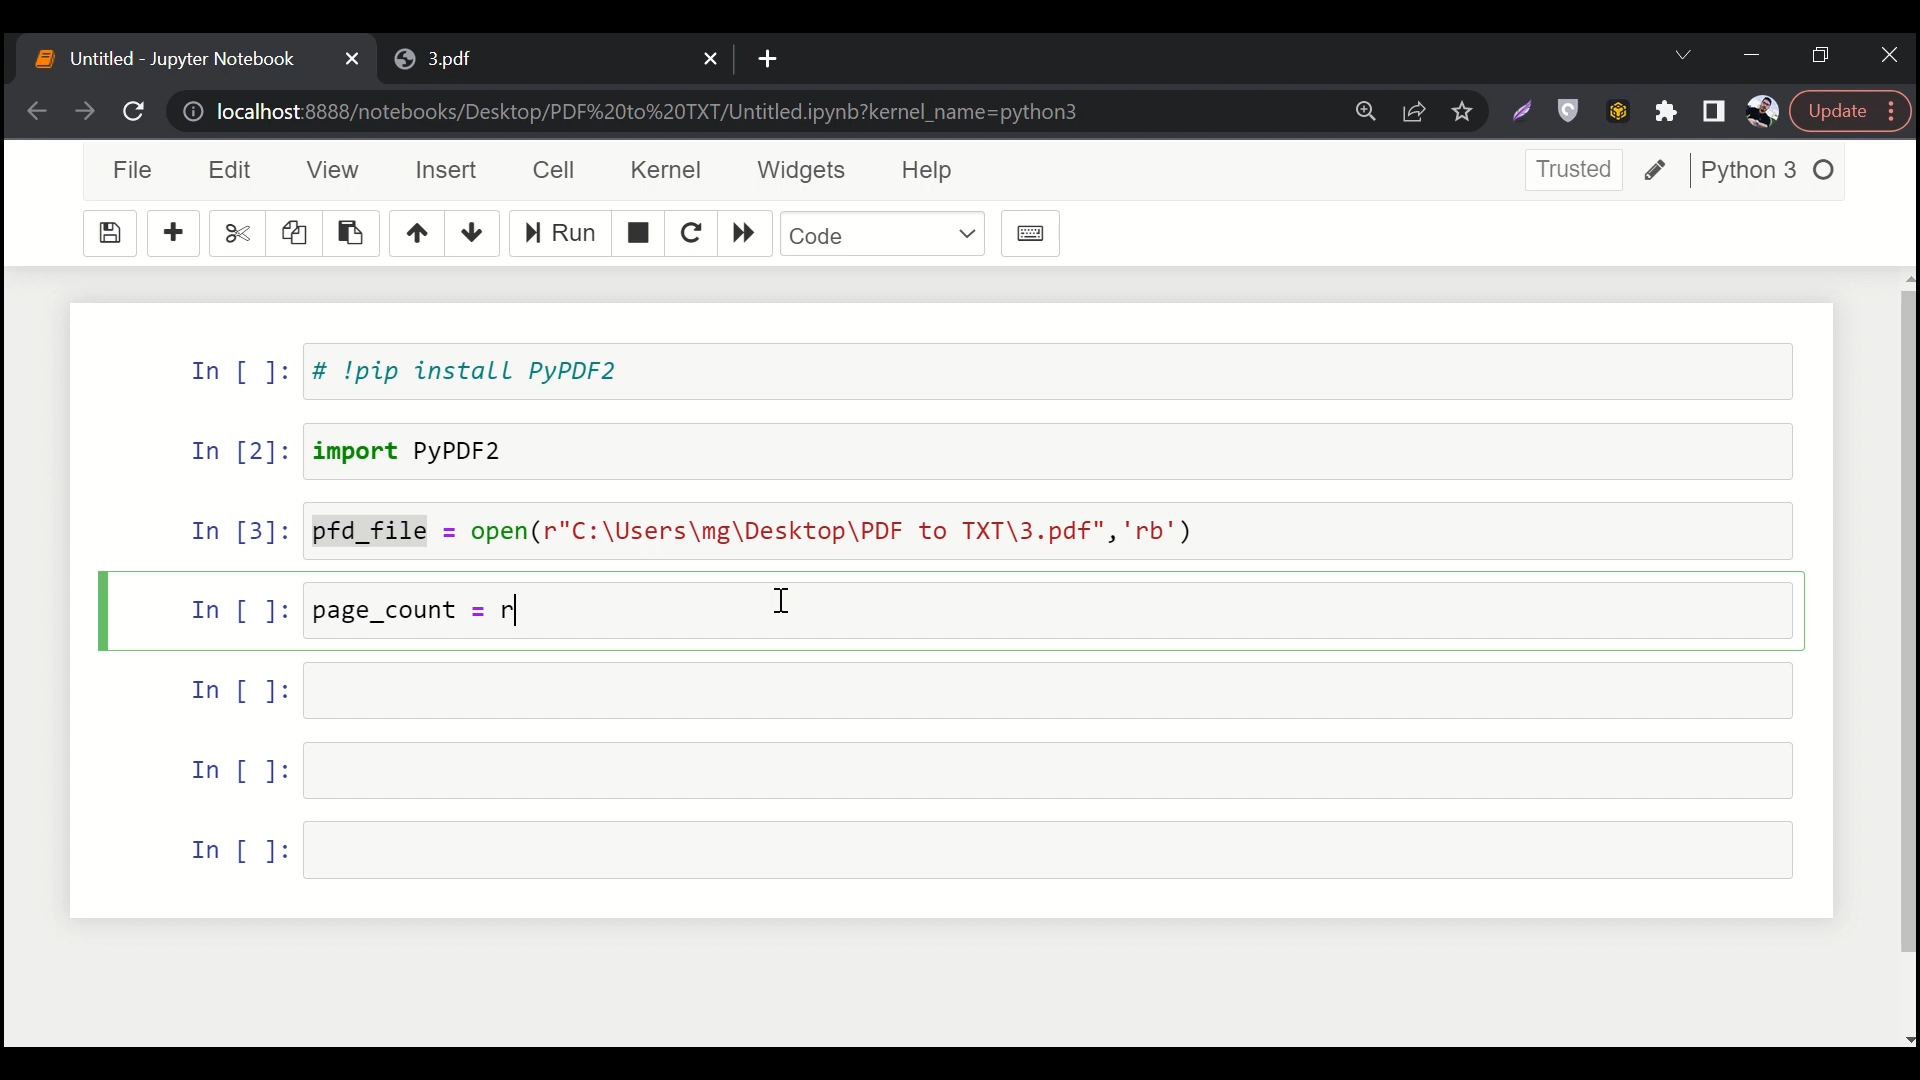 Untitled - Jupyter Notebook
3.pdf
localhost:8888/notebooks/Desktop/PDF%20to%20TXT/Untitled.ipynb?kernel_name=python3
Update
File Edit View Insert Cell Kernel Widgets Help
Trusted
Python 3
Run
Code
In [ ]: # !pip install PyPDF2
In [2]: import PyPDF2
In [3]: pfd_file = open(r"C:\Users\mg\Desktop\PDF to TXT\3.pdf",'rb')
In [ ]: page_count = r
In [ ]:
In [ ]:
In [ ]: